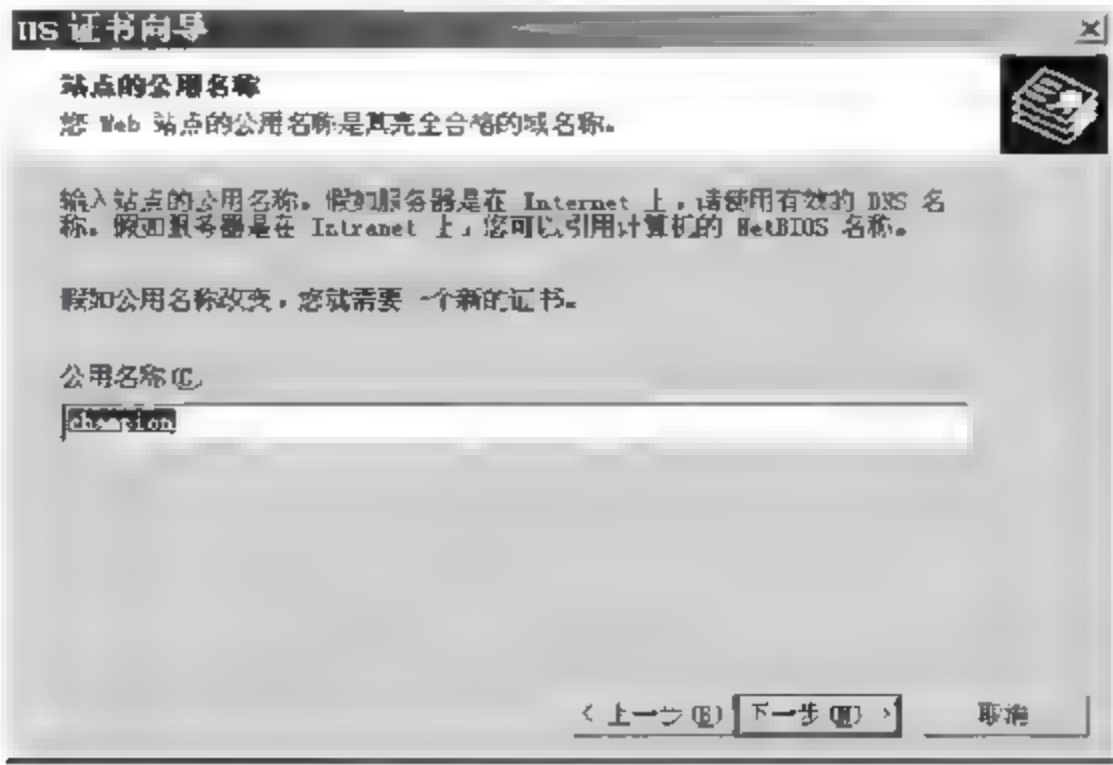 IIS 证书向导
站点的公用名称
您 Web 站点的公用名称是其完全合格的域名称。
输入站点的公用名称。假如服务器是在 Internet 上，请使用有效的 DNS 名
称。假如服务器是在 Intranet 上，您可以引用计算机的 NetBIOS 名称。
假如公用名称改变，您就需要一个新的证书。
公用名称(C)
champion
< 上一步(B) 下一步(N) > 取消